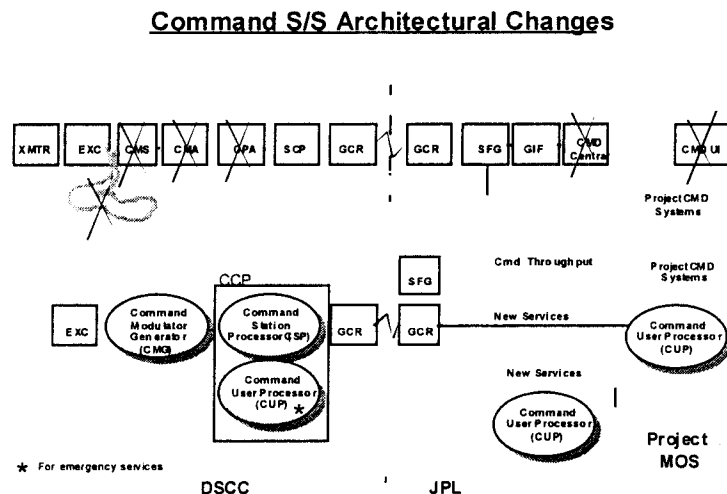 Command S/S Architectural Changes
XMTR EXC CMS CMA CPA SCP GCR GCR SFG GIF CMD Central CMD UI
Project CMD
Systems
CCP
SFG
Cmd Throughput
Project CMD
Systems
EXC
Command
Modulator
Generator
(CMG)
Command
Station
Processor (CSP)
GCR
GCR
New Services
Command
User Processor
(CUP)
Command
User Processor
(CUP) *
New Services
Command
User Processor
(CUP)
Project
MOS
* For emergency services
DSCC
JPL